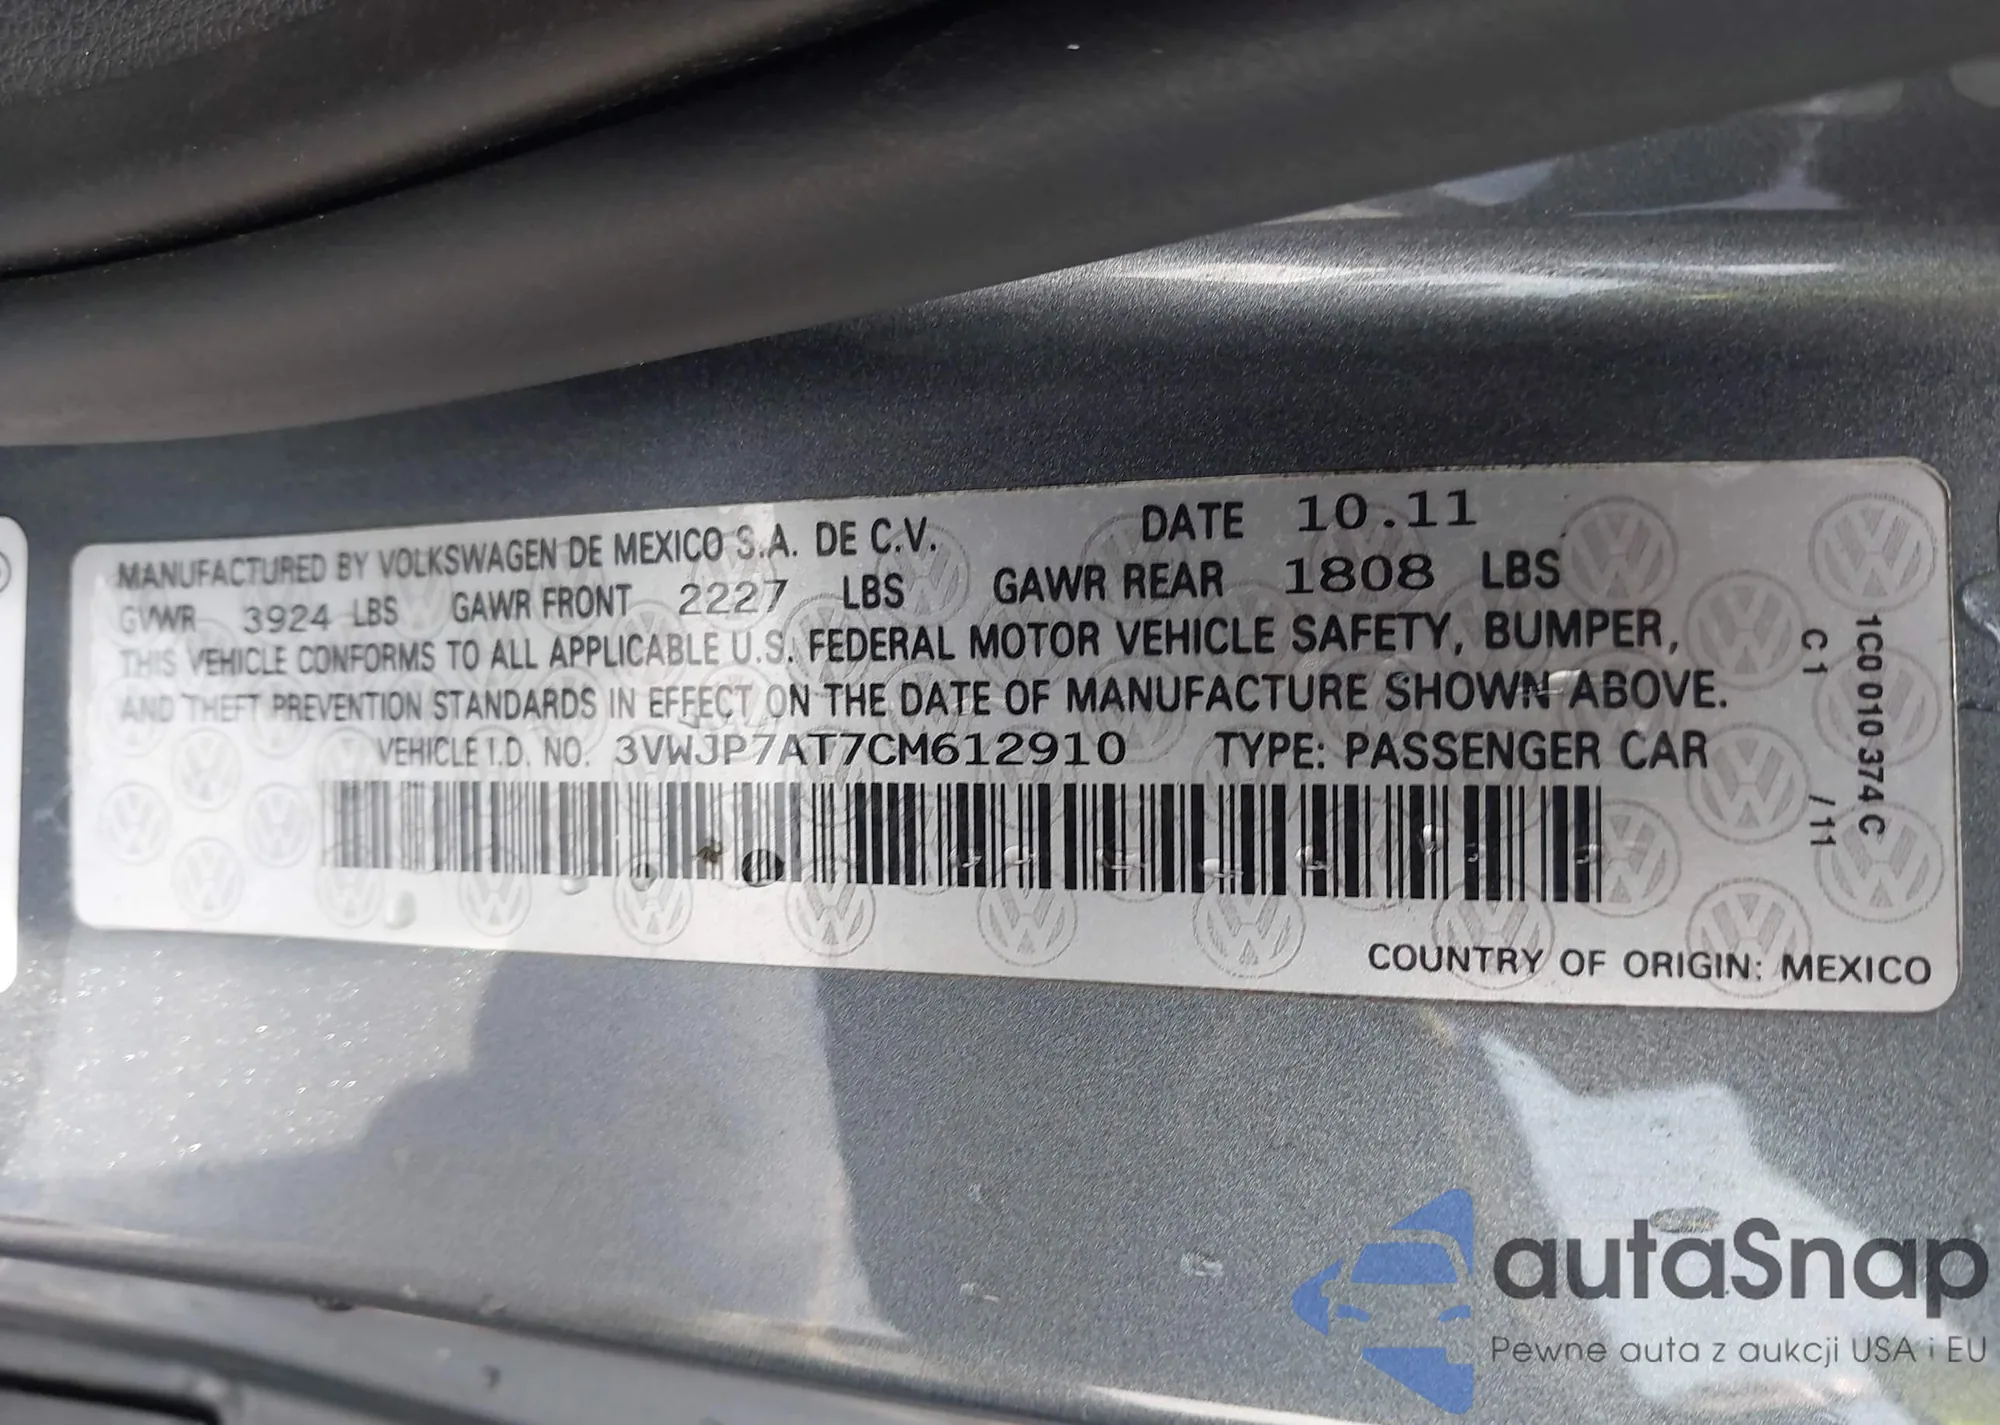 MANUFACTURED BY VOLKSWAGEN DE MEXICO S.A. DE C.V. DATE 10.11
GVWR 3924 LBS GAWR FRONT 2227 LBS GAWR REAR 1808 LBS
THIS VEHICLE CONFORMS TO ALL APPLICABLE U.S. FEDERAL MOTOR VEHICLE SAFETY, BUMPER,
AND THEFT PREVENTION STANDARDS IN EFFECT ON THE DATE OF MANUFACTURE SHOWN ABOVE.
VEHICLE I.D. NO. 3VWJP7AT7CM612910 TYPE: PASSENGER CAR
COUNTRY OF ORIGIN: MEXICO
1C0 010 374 C
C1 /11
autaSnap
Pewne auta z aukcji USA i EU